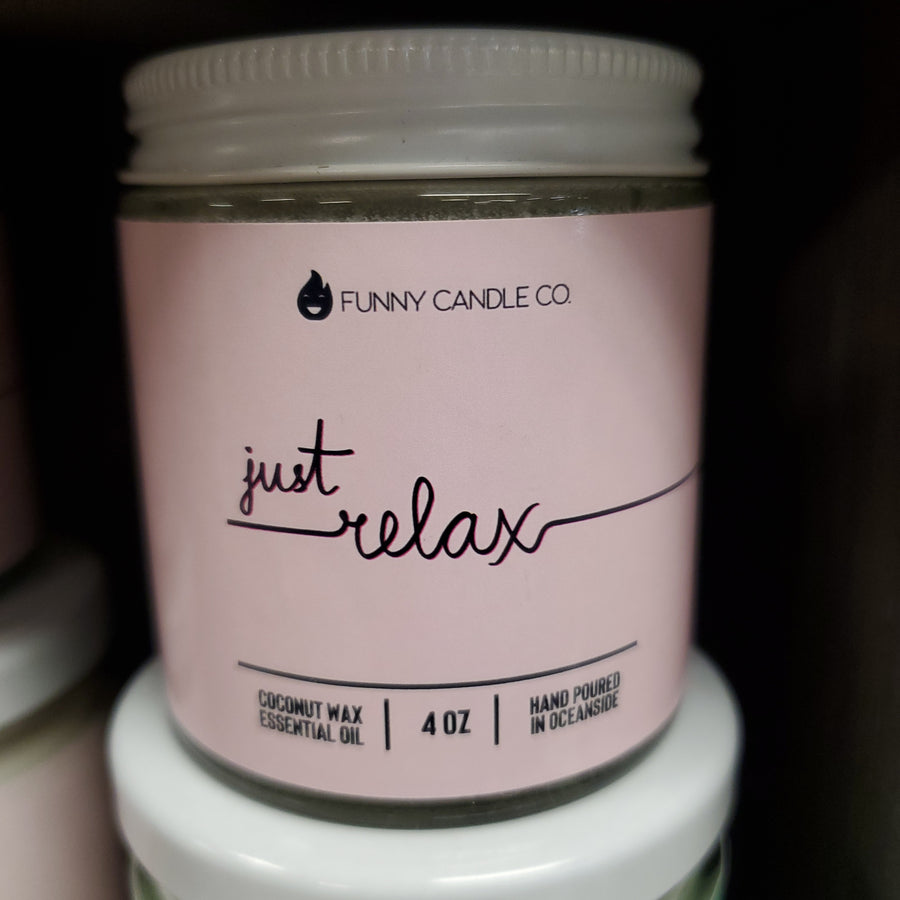 FUNNY CANDLE CO.
just
relax
COCONUT WAX
ESSENTIAL OIL
4 OZ
HAND POURED
IN OCEANSIDE